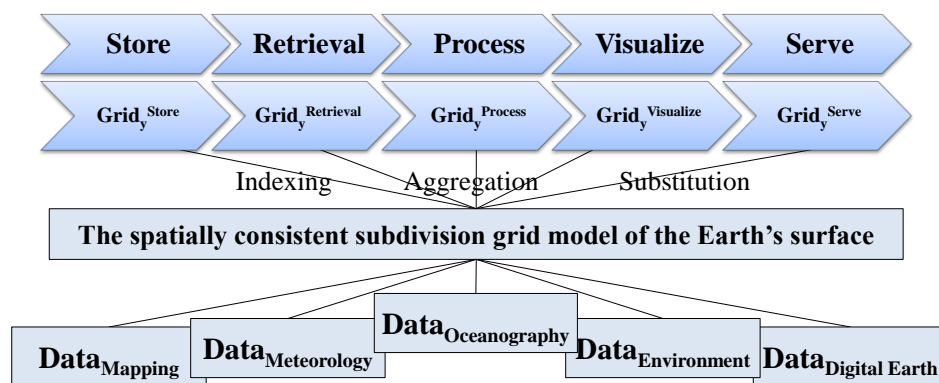 Store Retrieval Process Visualize Serve
Grid_y^Store Grid_y^Retrieval Grid_y^Process Grid_y^Visualize Grid_y^Serve
Indexing Aggregation Substitution
The spatially consistent subdivision grid model of the Earth's surface
Data_Mapping Data_Meteorology Data_Oceanography Data_Environment Data_Digital Earth